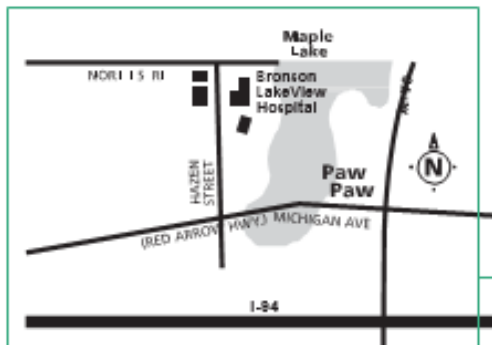 Maple
Lake
Bronson
LakeView
Hospital
HAZEN
STREET
Paw
Paw
N
(RED ARROW HWY.) MICHIGAN AVE
I-94